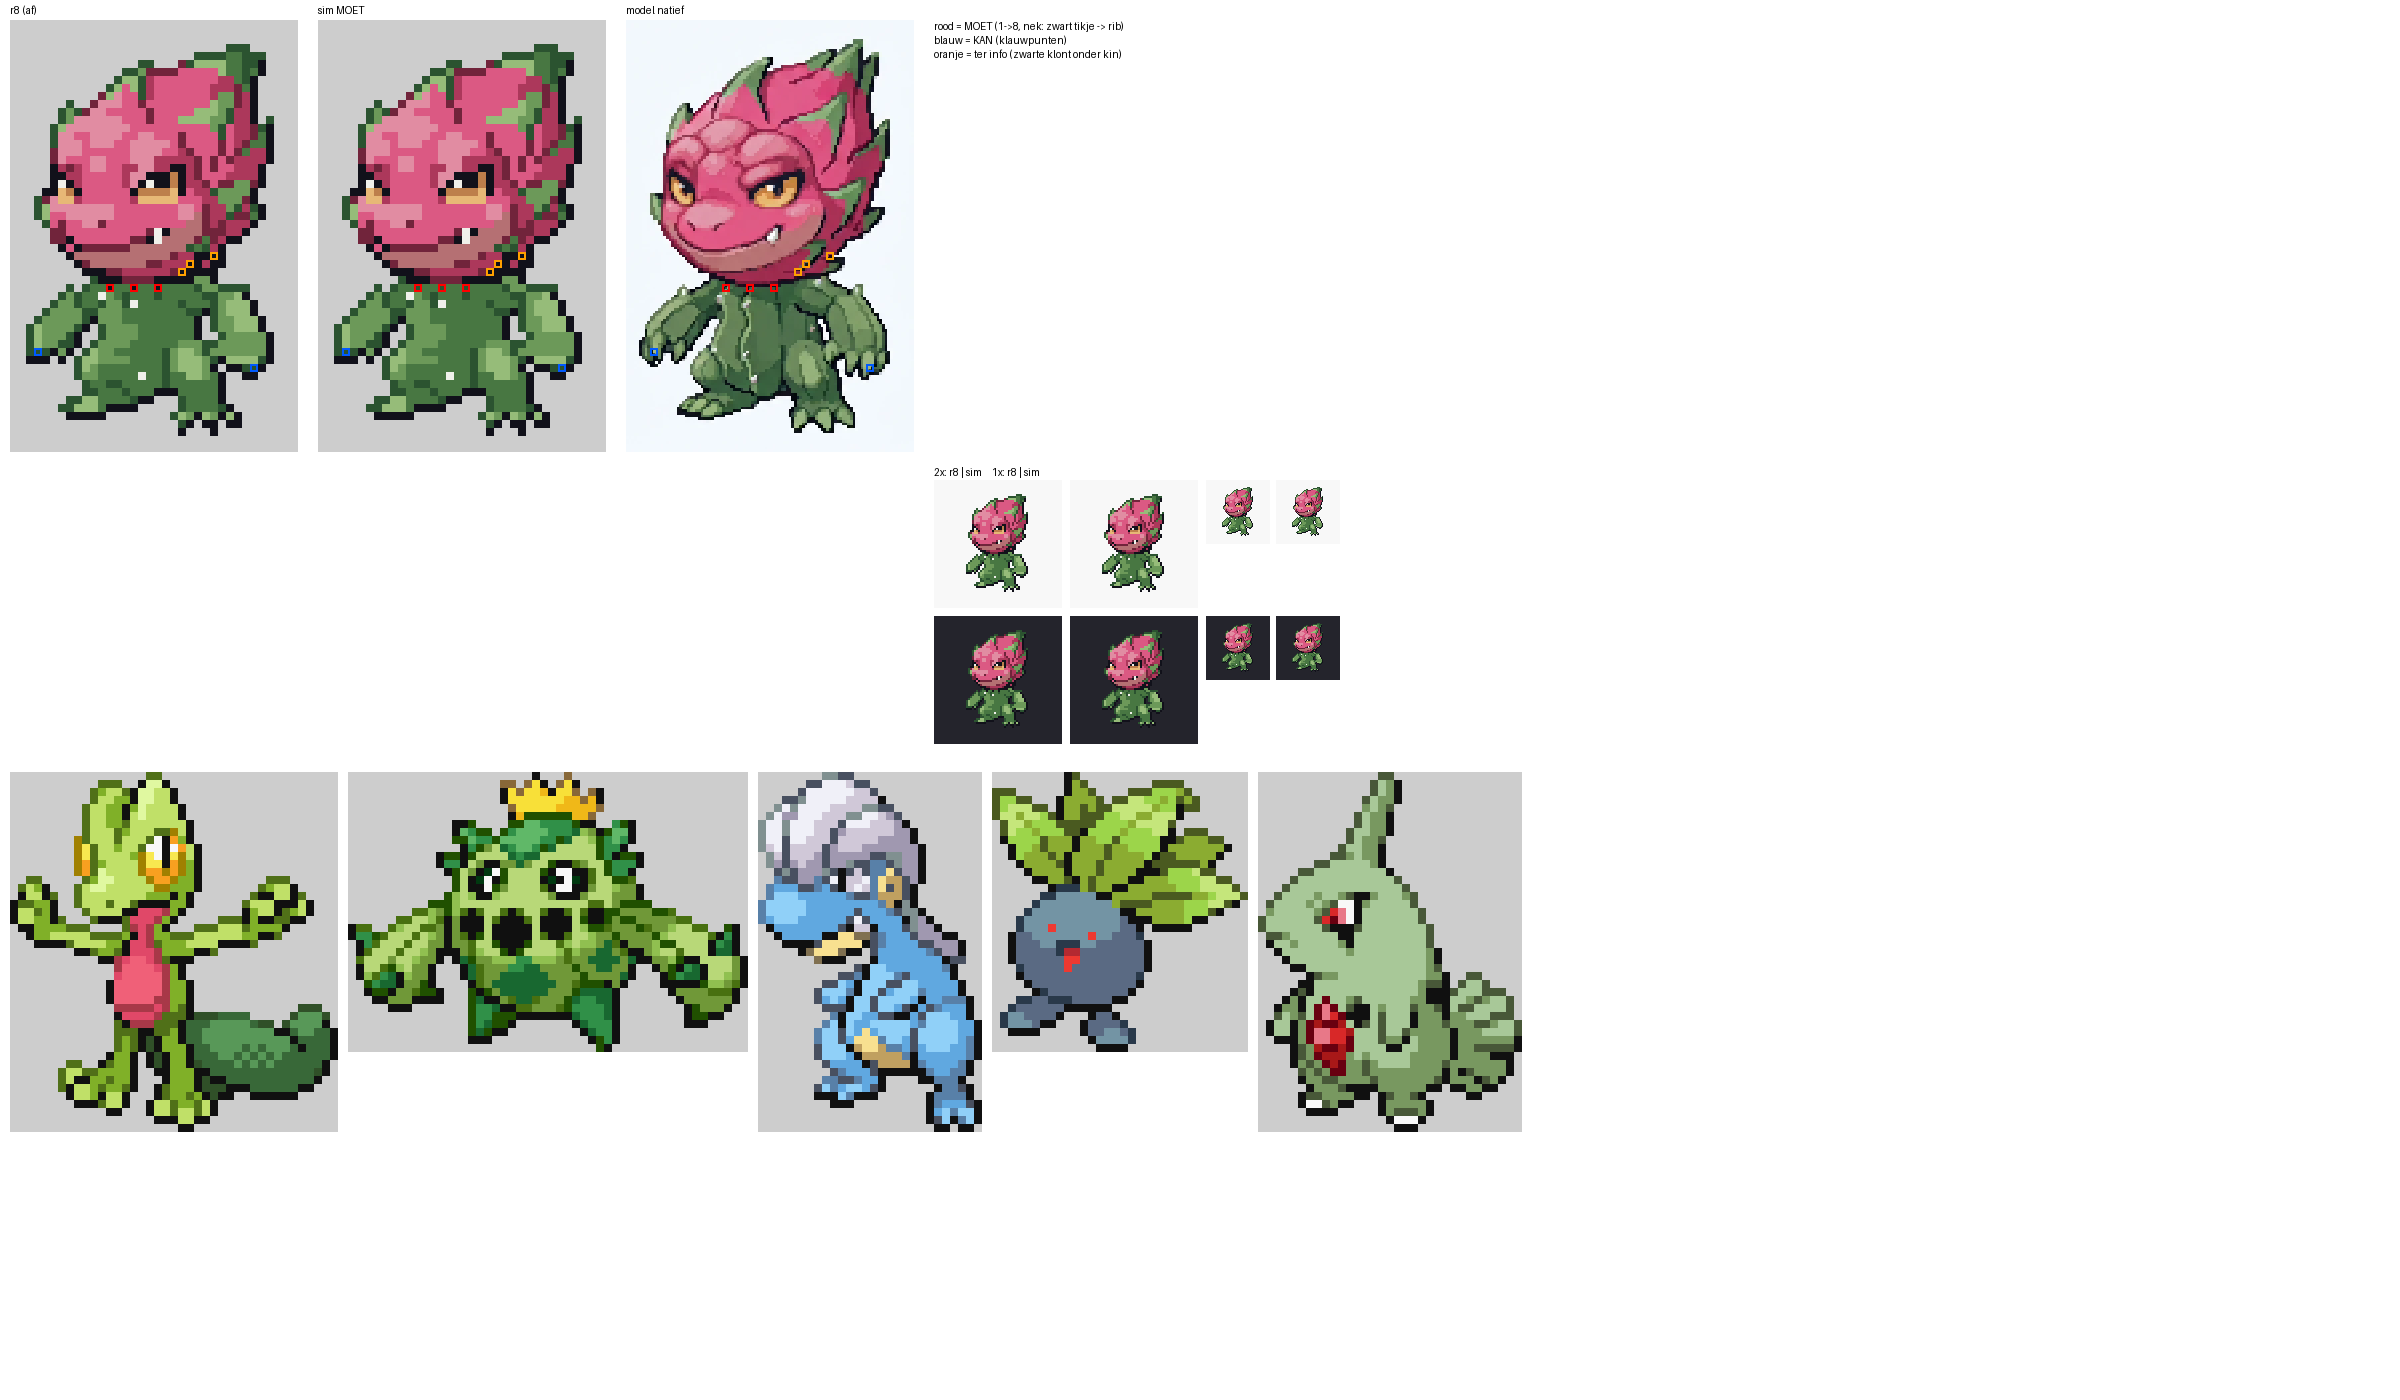 r8 (af)
sim MOET
model natief
rood = MOET (1->8, nek: zwart tikje -> rib)
blauw = KAN (klauwpunten)
oranje = ter info (zwarte klont onder kin)
2x: r8 | sim 1x: r8 | sim